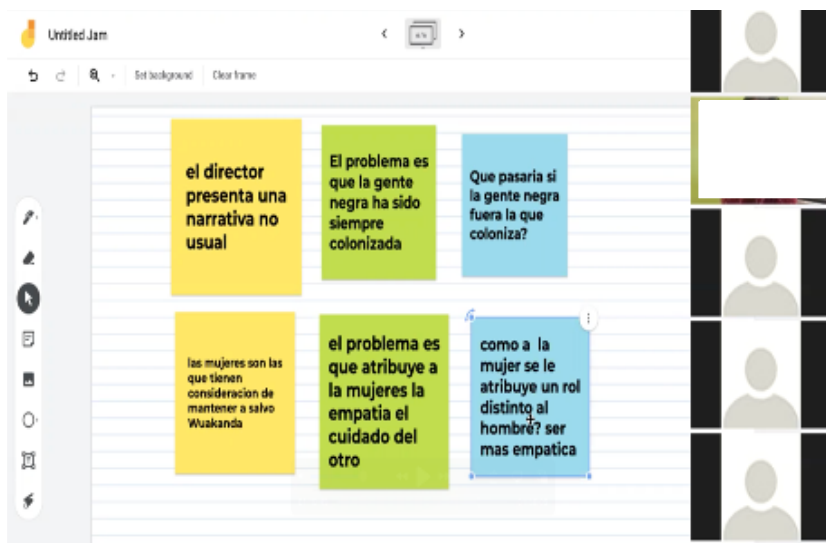 Untitled Jam
Set background Clear frame
el director
presenta una
narrativa no
usual
El problema es
que la gente
negra ha sido
siempre
colonizada
Que pasaria si
la gente negra
fuera la que
coloniza?
las mujeres son las
que tienen
consideracion de
mantener a salvo
Wuakanda
el problema es
que atribuye a
la mujeres la
empatia el
cuidado del
otro
como a la
mujer se le
atribuye un rol
distinto al
hombre? ser
mas empatica